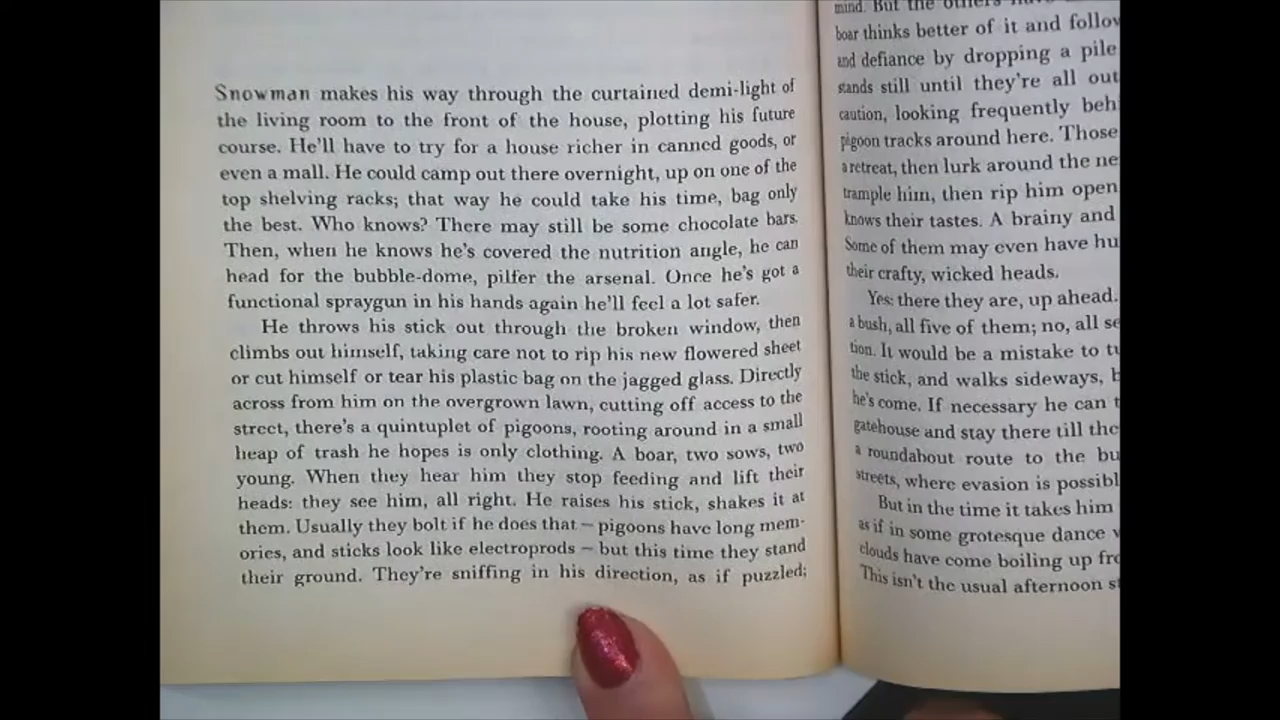 Snowman makes his way through the curtained demi-light of
the living room to the front of the house, plotting his future
course. He'll have to try for a house richer in canned goods, or
even a mall. He could camp out there overnight, up on one of the
top shelving racks; that way he could take his time, bag only
the best. Who knows? There may still be some chocolate bars.
Then, when he knows he's covered the nutrition angle, he can
head for the bubble-dome, pilfer the arsenal. Once he's got a
functional spraygun in his hands again he'll feel a lot safer.
He throws his stick out through the broken window, then
climbs out himself, taking care not to rip his new flowered sheet
or cut himself or tear his plastic bag on the jagged glass. Directly
across from him on the overgrown lawn, cutting off access to the
street, there's a quintuplet of pigoons, rooting around in a small
heap of trash he hopes is only clothing. A boar, two sows, two
young. When they hear him they stop feeding and lift their
heads: they see him, all right. He raises his stick, shakes it at
them. Usually they bolt if he does that – pigoons have long mem-
ories, and sticks look like electroprods – but this time they stand
their ground. They're sniffing in his direction, as if puzzled;
mind. But the others
boar thinks better of it and
and defiance by dropping a pile
stands still until they're all out
caution, looking frequently
pigoon tracks around here. Those
a retreat, then lurk around the
trample him, then rip him open
knows their tastes. A brainy and
Some of them may even have
their crafty, wicked heads.
Yes: there they are, up ahead.
a bush, all five of them; no, all
It would be a mistake to
the stick, and walks sideways,
he's come. If necessary he can
gatehouse and stay there till
a roundabout route to the
streets, where evasion is
But in the time it takes him
as if in some grotesque dance
clouds have come boiling up
This isn't the usual afternoon